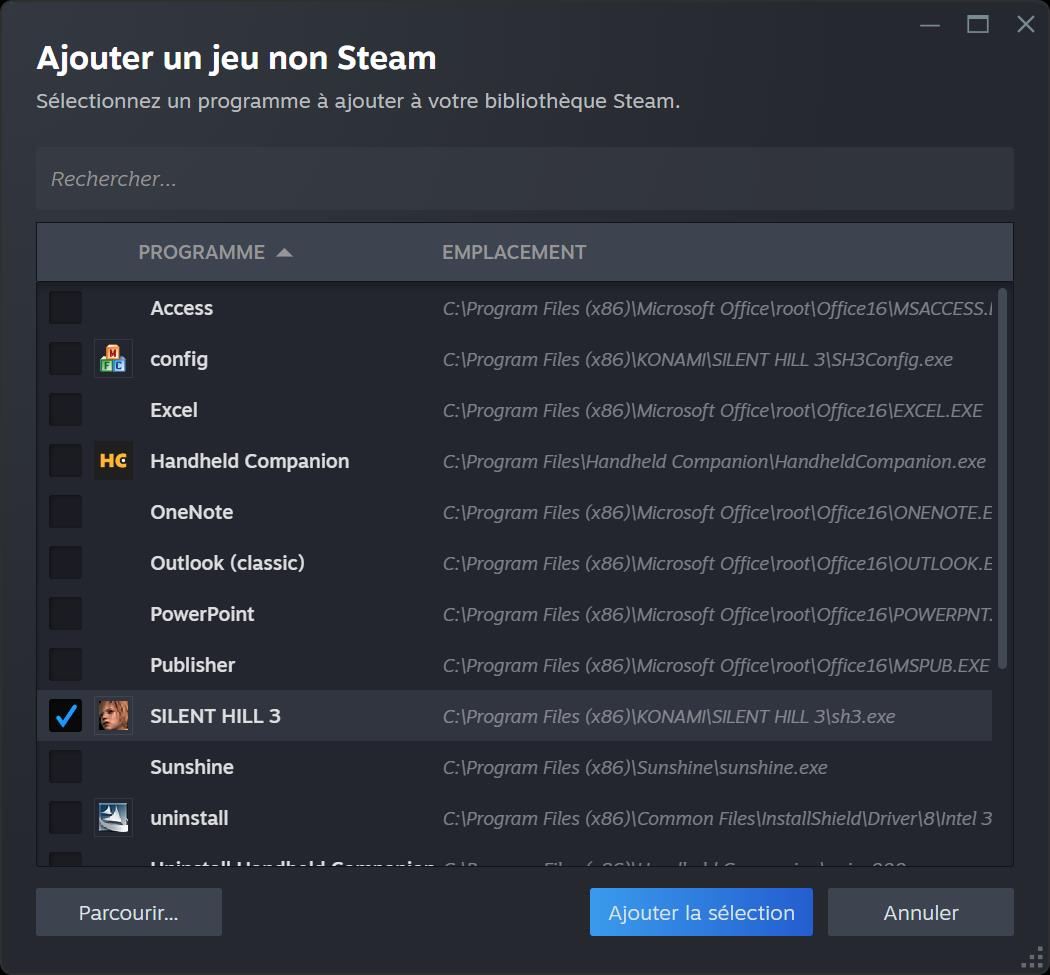 Ajouter un jeu non Steam
Sélectionnez un programme à ajouter à votre bibliothèque Steam.
Rechercher...
PROGRAMME EMPLACEMENT
Access C:\Program Files (x86)\Microsoft Office\root\Office16\MSACCESS.
MFC config C:\Program Files (x86)\KONAMI\SILENT HILL 3\SH3Config.exe
Excel C:\Program Files (x86)\Microsoft Office\root\Office16\EXCEL.EXE
HC Handheld Companion C:\Program Files\Handheld Companion\HandheldCompanion.exe
OneNote C:\Program Files (x86)\Microsoft Office\root\Office16\ONENOTE.E
Outlook (classic) C:\Program Files (x86)\Microsoft Office\root\Office16\OUTLOOK.E
PowerPoint C:\Program Files (x86)\Microsoft Office\root\Office16\POWERPNT.
Publisher C:\Program Files (x86)\Microsoft Office\root\Office16\MSPUB.EXE
SILENT HILL 3 C:\Program Files (x86)\KONAMI\SILENT HILL 3\sh3.exe
Sunshine C:\Program Files (x86)\Sunshine\sunshine.exe
uninstall C:\Program Files (x86)\Common Files\InstallShield\Driver\8\Intel 3
Uninstall Handheld Companion
Parcourir... Ajouter la sélection Annuler